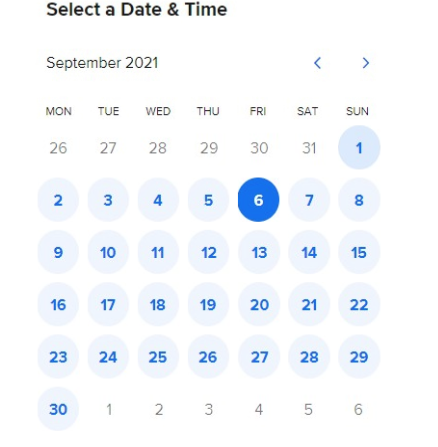 Select a Date & Time
September 2021
MON TUE WED THU FRI SAT SUN
26 27 28 29 30 31 1
2 3 4 5 6 7 8
9 10 11 12 13 14 15
16 17 18 19 20 21 22
23 24 25 26 27 28 29
30 1 2 3 4 5 6